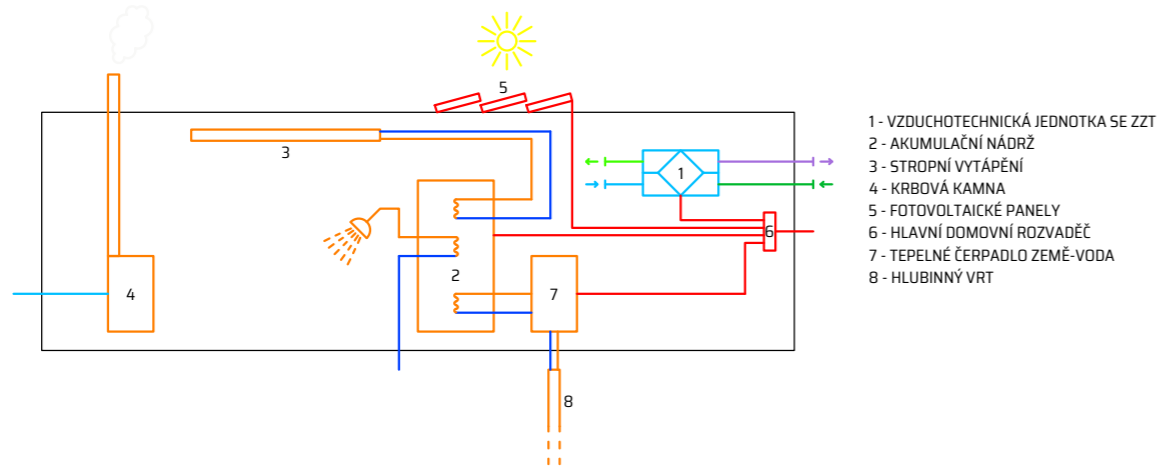 5
3
1
6
2
4
7
8
1 - VZDUCHOTECHNICKÁ JEDNOTKA SE ZZT
2 - AKUMULAČNÍ NÁDRŽ
3 - STROPNÍ VYTÁPĚNÍ
4 - KRBOVÁ KAMNA
5 - FOTOVOLTAICKÉ PANELY
6 - HLAVNÍ DOMOVNÍ ROZVADĚČ
7 - TEPELNÉ ČERPADLO ZEMĚ-VODA
8 - HLUBINNÝ VRT